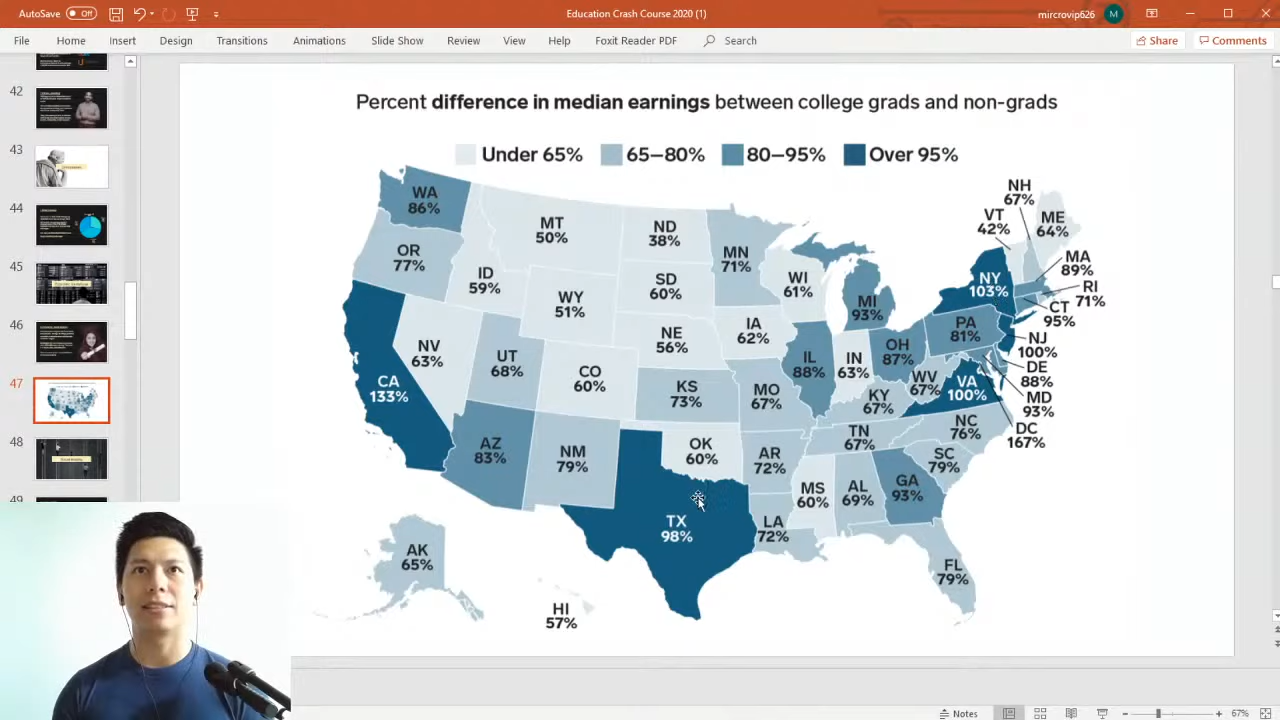 AutoSave Off
Education Crash Course 2020 (1)
mircrovip626
M
File Home Insert Design Transitions Animations Slide Show Review View Help Foxit Reader PDF Search
Share Comments
42
43
44
45
47
48
Percent difference in median earnings between college grads and non-grads
Under 65% 65–80% 80–95% Over 95%
WA
86%
OR
77%
CA
133%
ID
59%
NV
63%
MT
50%
WY
51%
UT
68%
AZ
83%
CO
60%
NM
79%
ND
38%
SD
60%
NE
56%
KS
73%
OK
60%
TX
98%
MN
71%
IA
62%
MO
67%
AR
72%
LA
72%
WI
61%
IL
88%
MI
93%
IN
63%
OH
87%
KY
67%
TN
67%
MS
60%
AL
69%
GA
93%
FL
79%
SC
79%
NC
76%
WV
67%
VA
100%
PA
81%
NY
103%
VT
42%
NH
67%
ME
64%
MA
89%
RI
71%
CT
95%
NJ
100%
DE
88%
MD
93%
DC
167%
AK
65%
HI
57%
Notes
67%